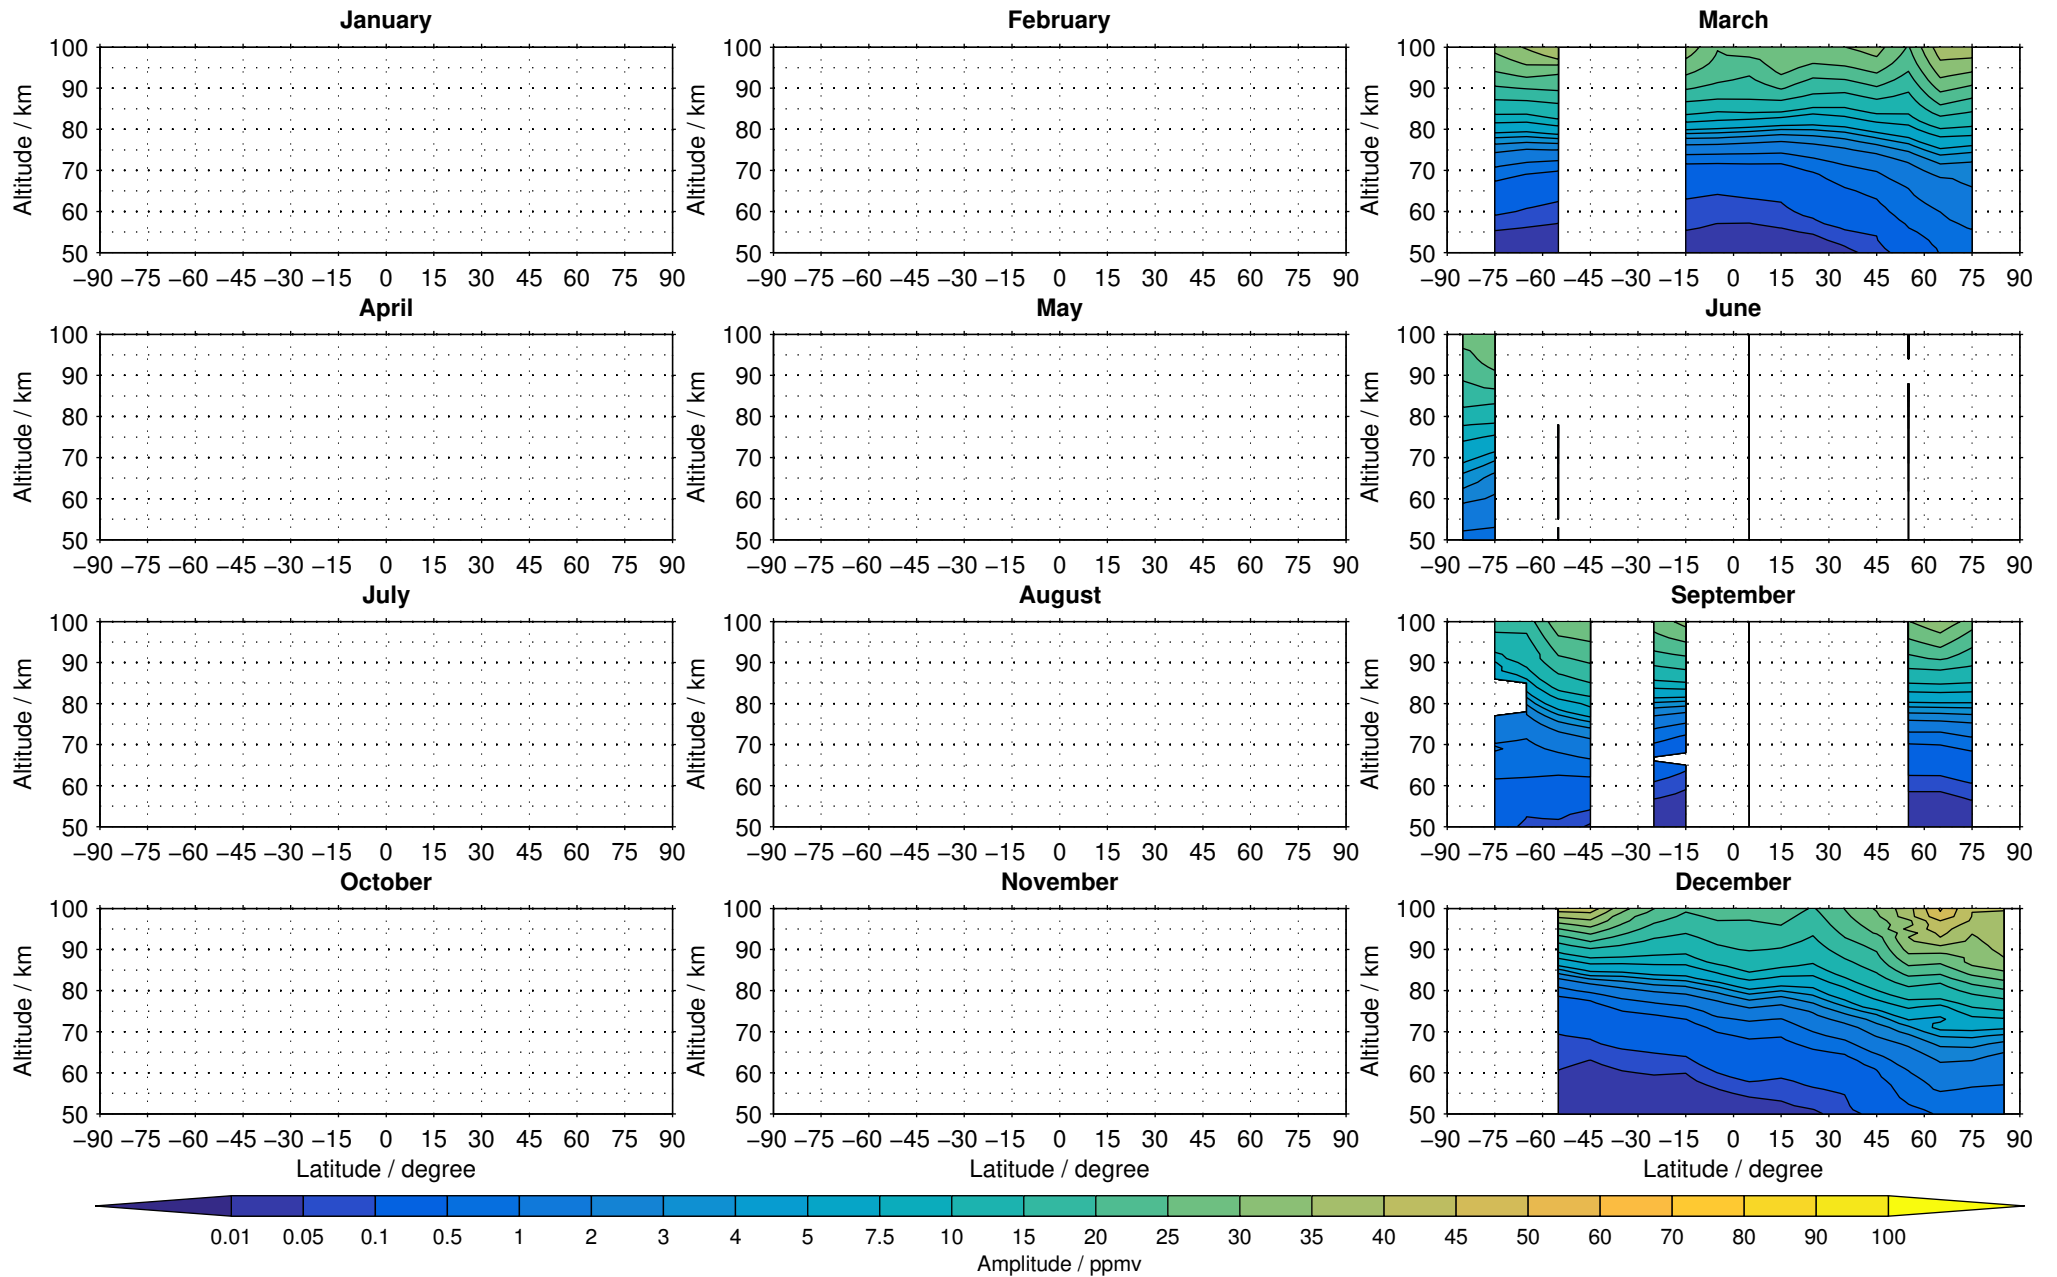 January February March
100 100 100
90 90 90
80 80 80
70 70 70
60 60 60
50 50 50
Altitude / km Altitude / km Altitude / km
−90 −75 −60 −45 −30 −15 0 15 30 45 60 75 90 −90 −75 −60 −45 −30 −15 0 15 30 45 60 75 90 −90 −75 −60 −45 −30 −15 0 15 30 45 60 75 90
April May June
100 100 100
90 90 90
80 80 80
70 70 70
60 60 60
50 50 50
Altitude / km Altitude / km Altitude / km
−90 −75 −60 −45 −30 −15 0 15 30 45 60 75 90 −90 −75 −60 −45 −30 −15 0 15 30 45 60 75 90 −90 −75 −60 −45 −30 −15 0 15 30 45 60 75 90
July August September
100 100 100
90 90 90
80 80 80
70 70 70
60 60 60
50 50 50
Altitude / km Altitude / km Altitude / km
−90 −75 −60 −45 −30 −15 0 15 30 45 60 75 90 −90 −75 −60 −45 −30 −15 0 15 30 45 60 75 90 −90 −75 −60 −45 −30 −15 0 15 30 45 60 75 90
October November December
100 100 100
90 90 90
80 80 80
70 70 70
60 60 60
50 50 50
Altitude / km Altitude / km Altitude / km
−90 −75 −60 −45 −30 −15 0 15 30 45 60 75 90 −90 −75 −60 −45 −30 −15 0 15 30 45 60 75 90 −90 −75 −60 −45 −30 −15 0 15 30 45 60 75 90
Latitude / degree Latitude / degree Latitude / degree
0.01 0.05 0.1 0.5 1 2 3 4 5 7.5 10 15 20 25 30 35 40 45 50 60 70 80 90 100
Amplitude / ppmv